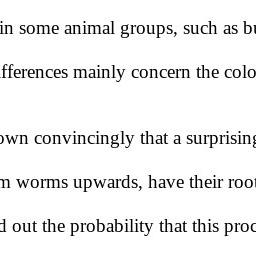 in some animal groups, such as bu
fferences mainly concern the colo
own convincingly that a surprising
m worms upwards, have their root
d out the probability that this proc